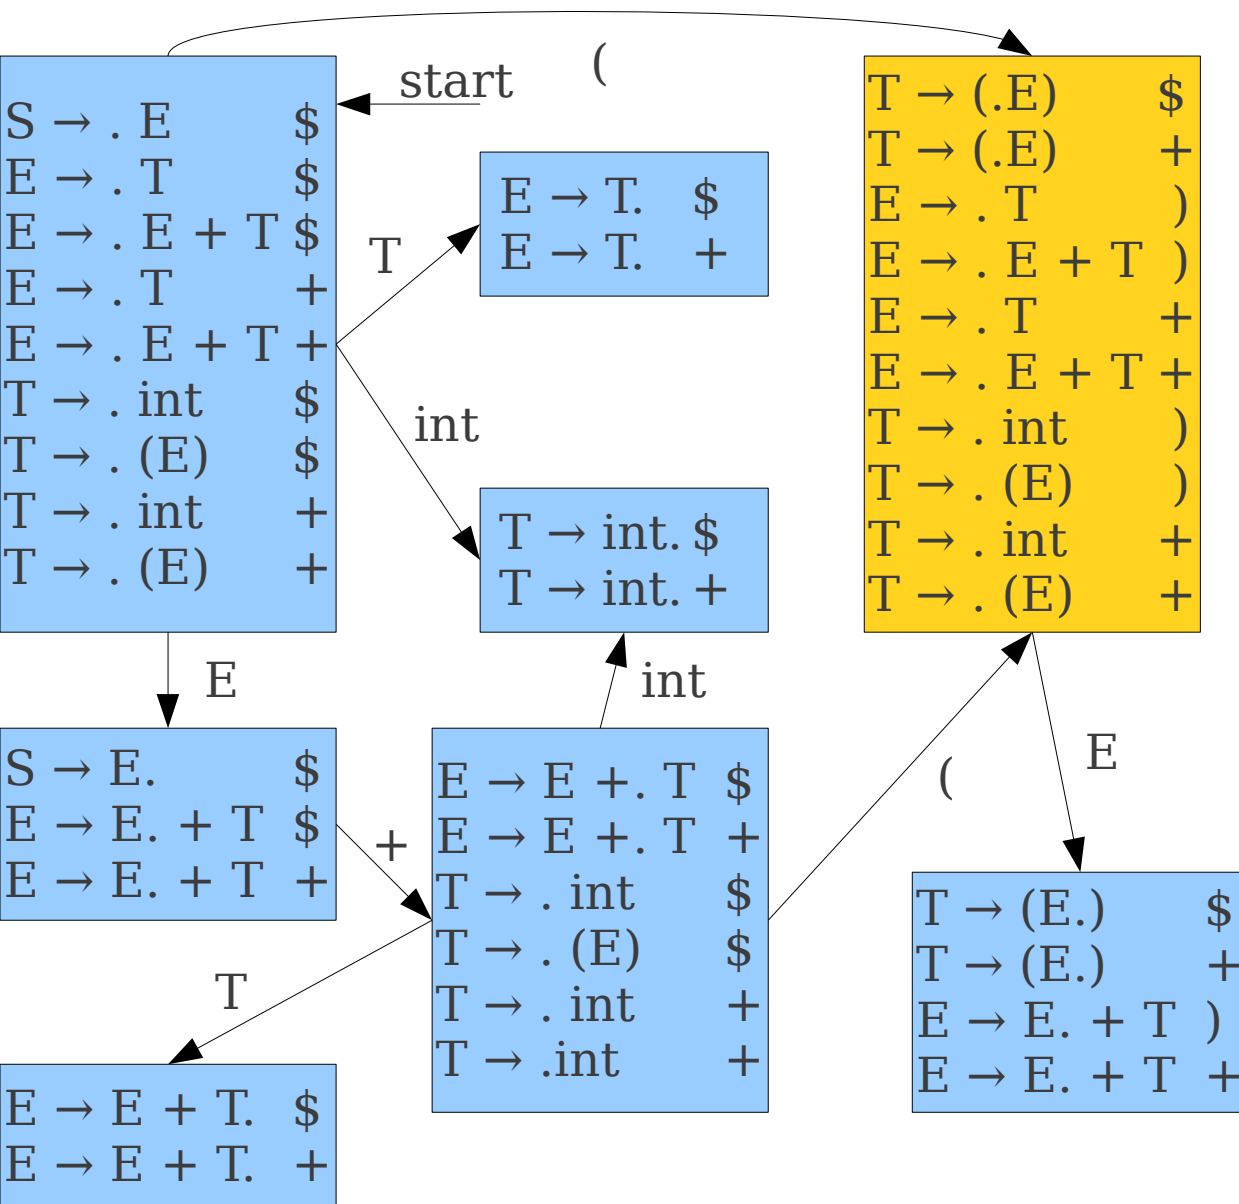 (
start
S → . E $
E → . T $
E → . E + T $
E → . T +
E → . E + T +
T → . int $
T → . (E) $
T → . int +
T → . (E) +
T
E → T. $
E → T. +
int
T → int. $
T → int. +
T → (.E) $
T → (.E) +
E → . T )
E → . E + T )
E → . T +
E → . E + T +
T → . int )
T → . (E) )
T → . int +
T → . (E) +
E
int
(
E
S → E. $
E → E. + T $
E → E. + T +
+
E → E +. T $
E → E +. T +
T → . int $
T → . (E) $
T → . int +
T → .int +
T → (E.) $
T → (E.) +
E → E. + T )
E → E. + T +
T
E → E + T. $
E → E + T. +